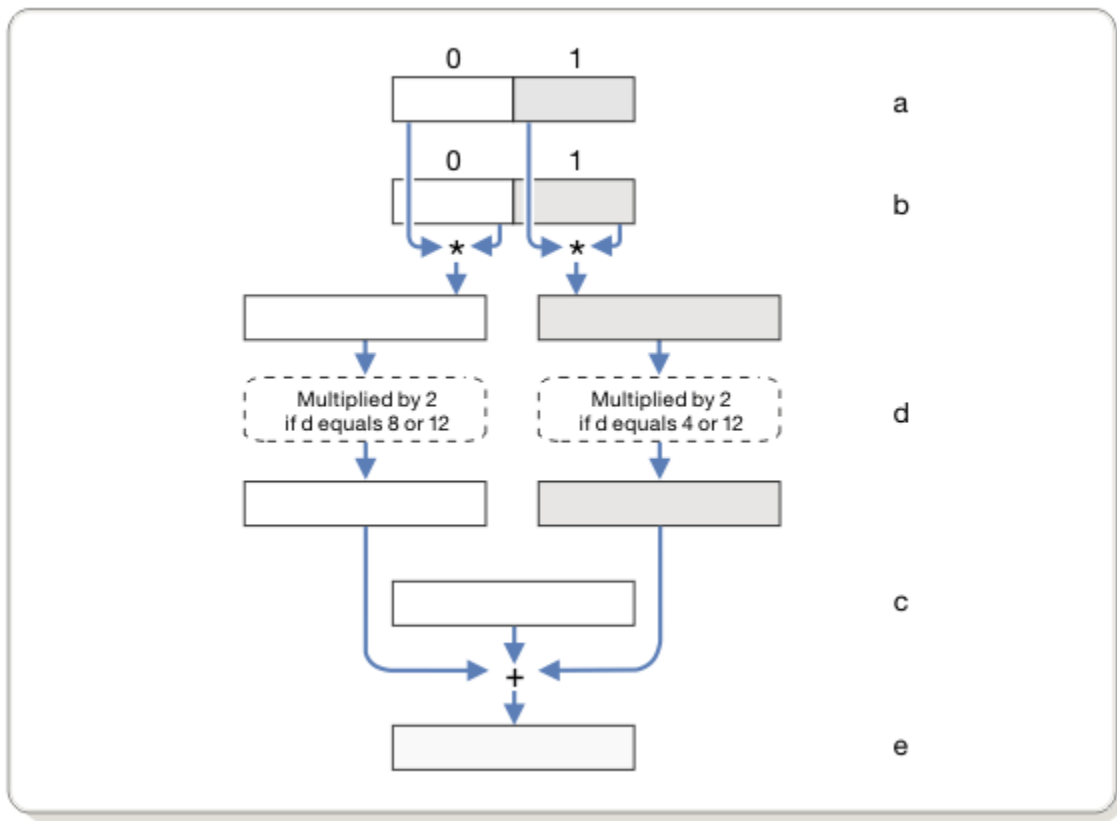 0 1
a
0 1
b
* *
Multiplied by 2
if d equals 8 or 12
Multiplied by 2
if d equals 4 or 12
d
c
+
e